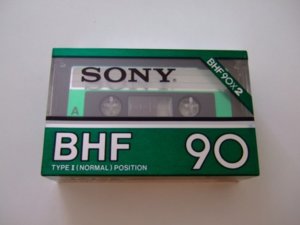 BHF90×2
SONY
A
BHF 90
TYPE I (NORMAL) POSITION